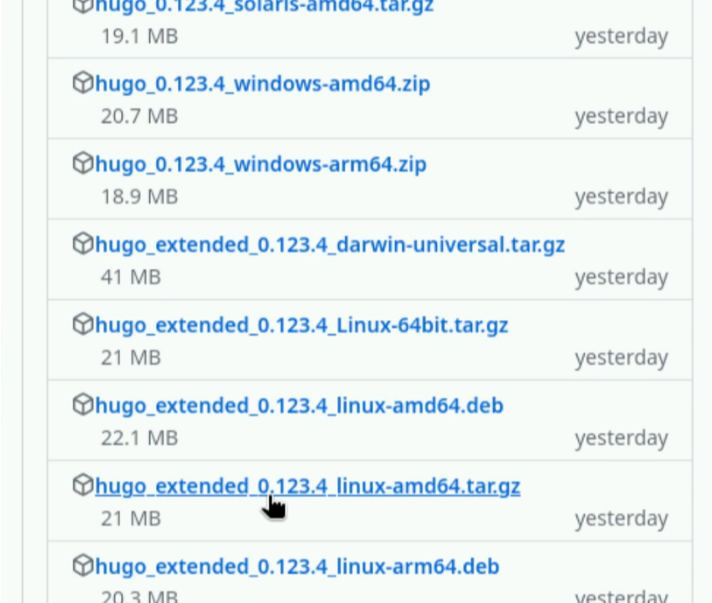 hugo_0.123.4_solaris-amd64.tar.gz
19.1 MB yesterday
hugo_0.123.4_windows-amd64.zip
20.7 MB yesterday
hugo_0.123.4_windows-arm64.zip
18.9 MB yesterday
hugo_extended_0.123.4_darwin-universal.tar.gz
41 MB yesterday
hugo_extended_0.123.4_Linux-64bit.tar.gz
21 MB yesterday
hugo_extended_0.123.4_linux-amd64.deb
22.1 MB yesterday
hugo_extended_0.123.4_linux-amd64.tar.gz
21 MB yesterday
hugo_extended_0.123.4_linux-arm64.deb
20.3 MB yesterday